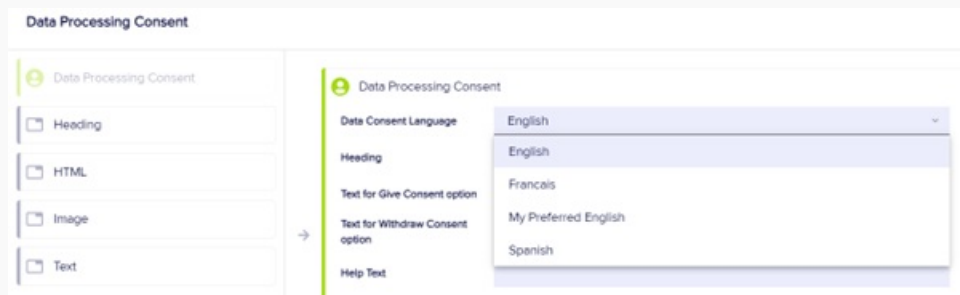 Data Processing Consent
Data Processing Consent
Heading
HTML
Image
Text
Data Processing Consent
Data Consent Language
English
Heading
English
Text for Give Consent option
Francais
Text for Withdraw Consent
option
My Preferred English
Help Text
Spanish